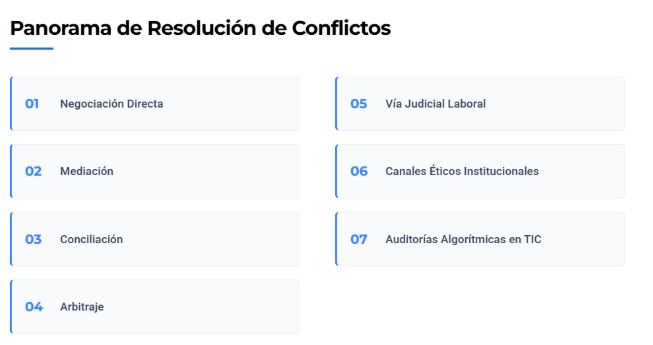 Panorama de Resolución de Conflictos
01 Negociación Directa
02 Mediación
03 Conciliación
04 Arbitraje
05 Vía Judicial Laboral
06 Canales Éticos Institucionales
07 Auditorías Algorítmicas en TIC